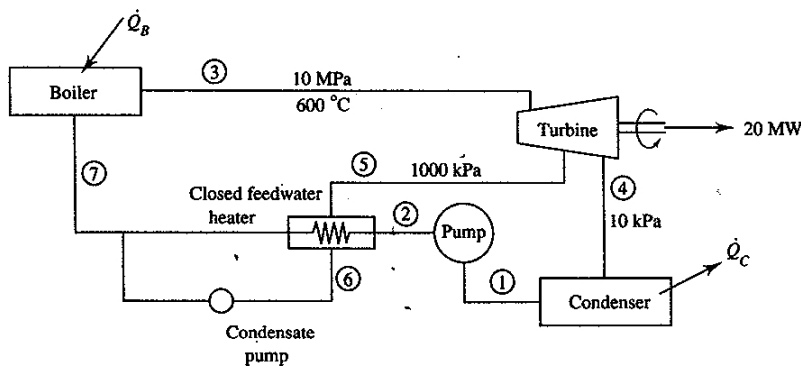 Q̇_B
③
10 MPa
Boiler
600 °C
Turbine
20 MW
⑦
⑤
1000 kPa
④
Closed feedwater
heater
②
Pump
10 kPa
Q̇_C
⑥
①
Condenser
Condensate
pump